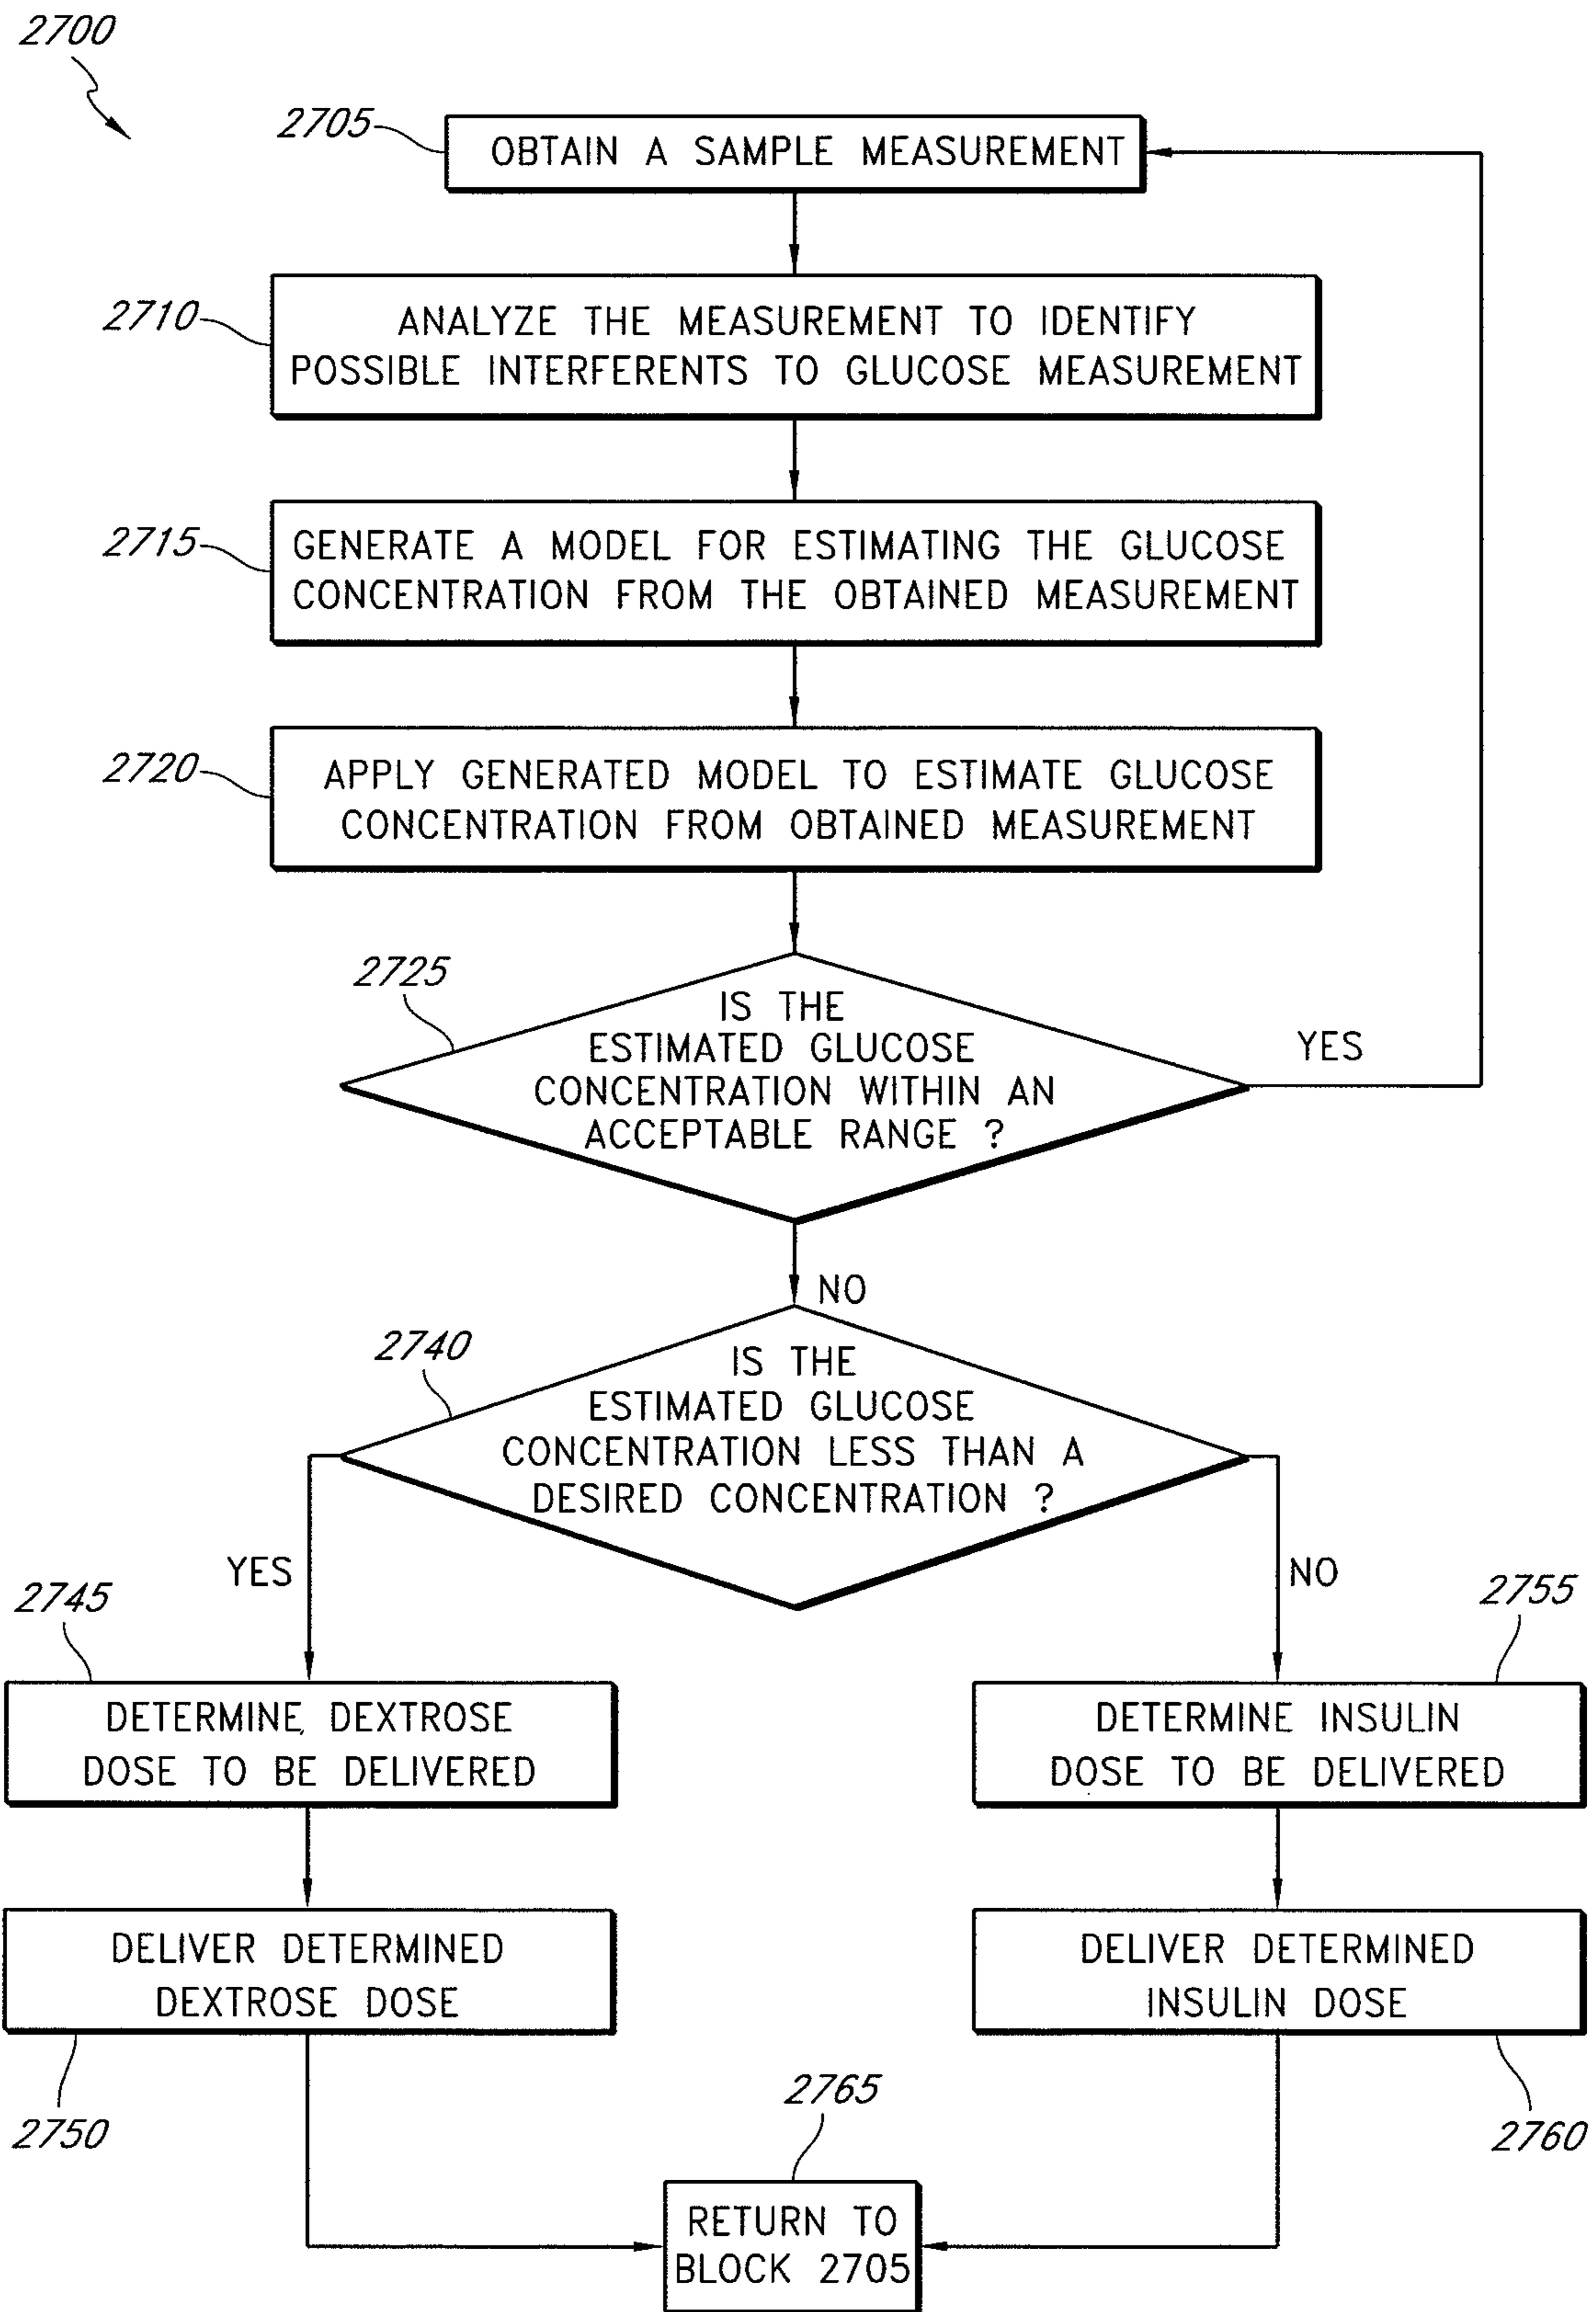 2700
2705
OBTAIN A SAMPLE MEASUREMENT
2710
ANALYZE THE MEASUREMENT TO IDENTIFY
POSSIBLE INTERFERENTS TO GLUCOSE MEASUREMENT
2715
GENERATE A MODEL FOR ESTIMATING THE GLUCOSE
CONCENTRATION FROM THE OBTAINED MEASUREMENT
2720
APPLY GENERATED MODEL TO ESTIMATE GLUCOSE
CONCENTRATION FROM OBTAINED MEASUREMENT
2725
IS THE
ESTIMATED GLUCOSE
CONCENTRATION WITHIN AN
ACCEPTABLE RANGE ?
YES
NO
2740
IS THE
ESTIMATED GLUCOSE
CONCENTRATION LESS THAN A
DESIRED CONCENTRATION ?
YES
NO
2745
DETERMINE DEXTROSE
DOSE TO BE DELIVERED
2755
DETERMINE INSULIN
DOSE TO BE DELIVERED
DELIVER DETERMINED
DEXTROSE DOSE
2750
DELIVER DETERMINED
INSULIN DOSE
2760
2765
RETURN TO
BLOCK 2705